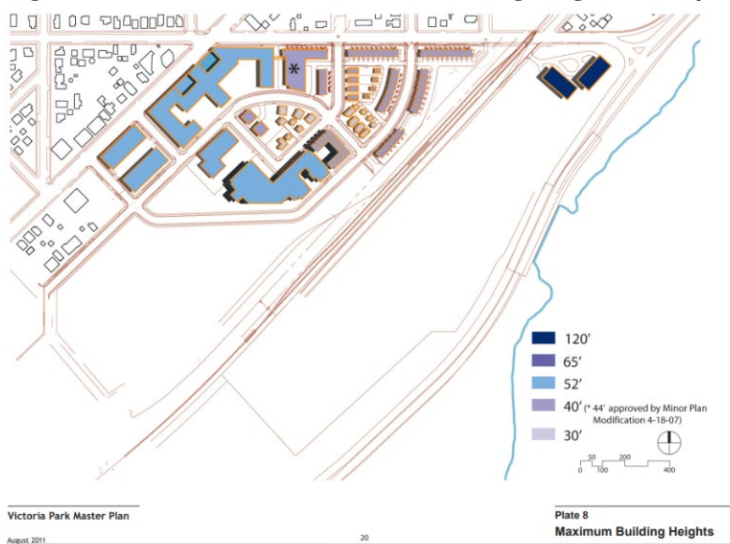 *
120'
65'
52'
40' (* 44' approved by Minor Plan
Modification 4-18-07)
30'
50 200
0 100 400
Victoria Park Master Plan
Plate 8
August 2011
20
Maximum Building Heights